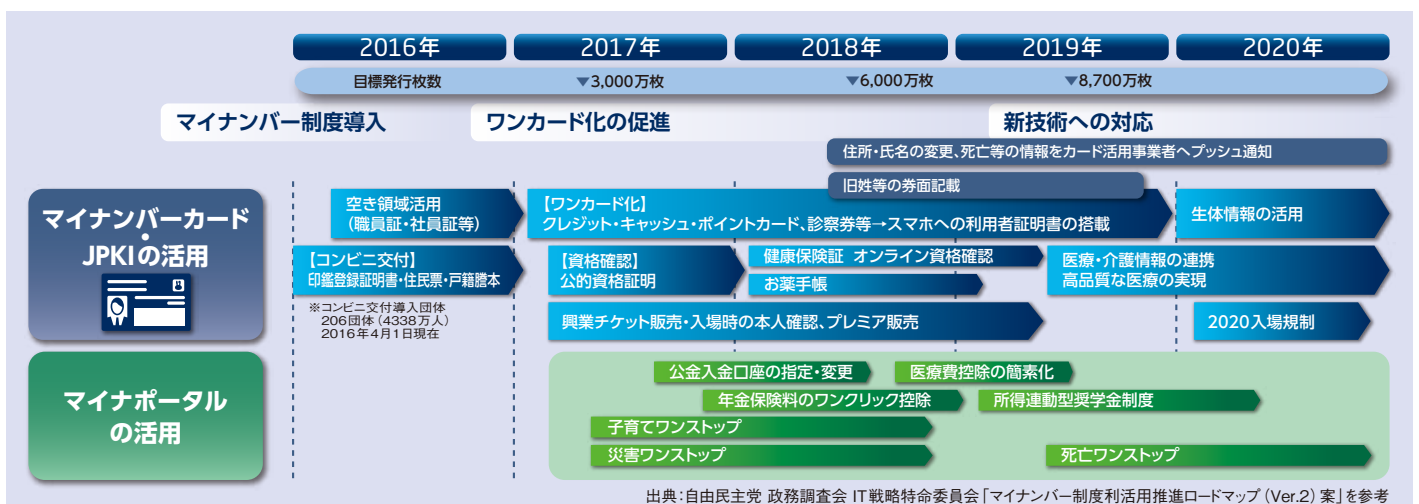 2016年
2017年
2018年
2019年
2020年
目標発行枚数
▼3,000万枚
▼6,000万枚
▼8,700万枚
マイナンバー制度導入
ワンカード化の促進
新技術への対応
住所・氏名の変更、死亡等の情報をカード活用事業者へプッシュ通知
旧姓等の券面記載
マイナンバーカード
・
JPKIの活用
空き領域活用
(職員証・社員証等)
【ワンカード化】
クレジット・キャッシュ・ポイントカード、診察券等→スマホへの利用者証明書の搭載
生体情報の活用
【コンビニ交付】
印鑑登録証明書・住民票・戸籍謄本
※コンビニ交付導入団体
206団体(4338万人)
2016年4月1日現在
【資格確認】
公的資格証明
健康保険証 オンライン資格確認
お薬手帳
医療・介護情報の連携
高品質な医療の実現
興業チケット販売・入場時の本人確認、プレミア販売
2020入場規制
マイナポータル
の活用
公金入金口座の指定・変更
医療費控除の簡素化
年金保険料のワンクリック控除
所得連動型奨学金制度
子育てワンストップ
災害ワンストップ
死亡ワンストップ
出典:自由民主党 政務調査会 IT戦略特命委員会「マイナンバー制度利活用推進ロードマップ(Ver.2)案」を参考